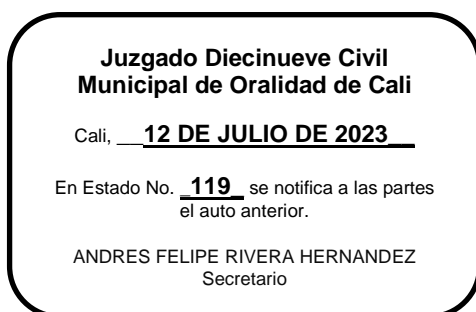 Juzgado Diecinueve Civil
Municipal de Oralidad de Cali
Cali, __12 DE JULIO DE 2023__
En Estado No. _119_ se notifica a las partes
el auto anterior.
ANDRES FELIPE RIVERA HERNANDEZ
Secretario